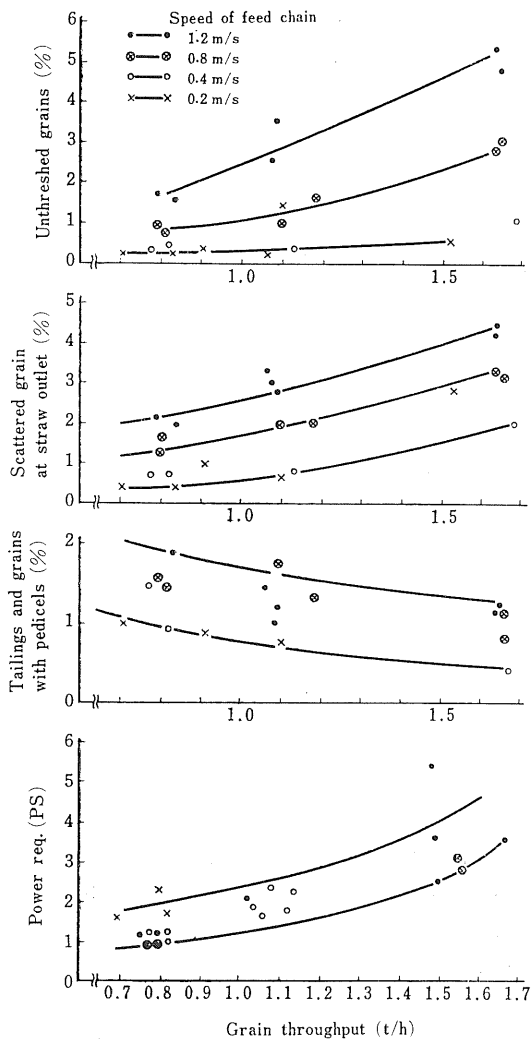 Speed of feed chain
1.2 m/s
0.8 m/s
0.4 m/s
0.2 m/s
Unthreshed grains (%)
6
5
4
3
2
1
0
1.0
1.5
Scattered grain
at straw outlet (%)
5
4
3
2
1
0
1.0
1.5
Tailings and grains
with pedicels (%)
2
1
0
1.0
1.5
Power req. (PS)
6
5
4
3
2
1
0
0.7 0.8 0.9 1.0 1.1 1.2 1.3 1.4 1.5 1.6 1.7
Grain throughput (t/h)